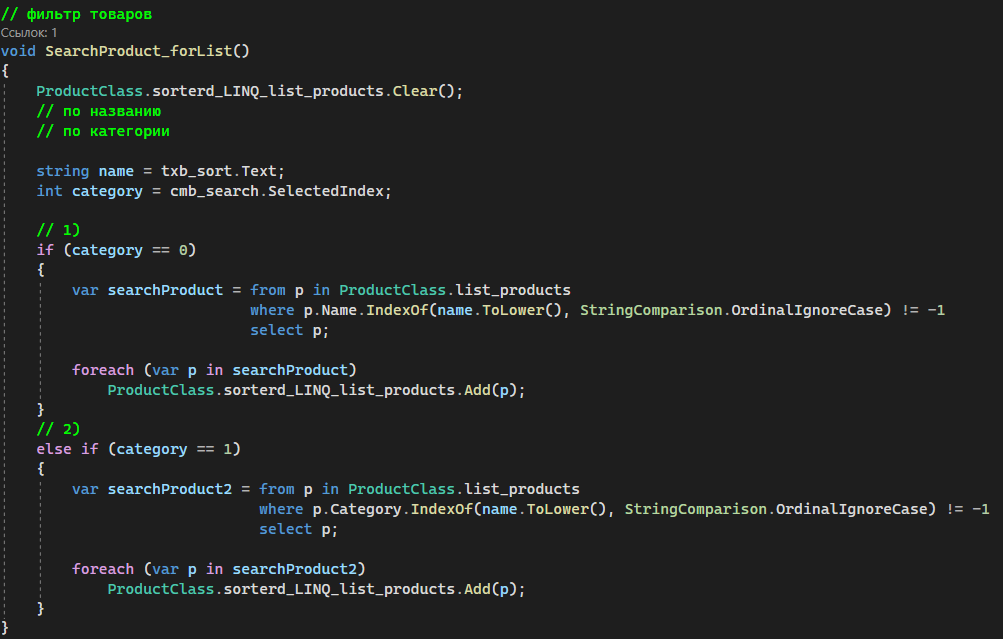 // фильтр товаров
Ссылок: 1
void SearchProduct_forList()
{
    ProductClass.sorterd_LINQ_list_products.Clear();
    // по названию
    // по категории
    string name = txb_sort.Text;
    int category = cmb_search.SelectedIndex;
    // 1)
    if (category == 0)
    {
        var searchProduct = from p in ProductClass.list_products
                            where p.Name.IndexOf(name.ToLower(), StringComparison.OrdinalIgnoreCase) != -1
                            select p;
        foreach (var p in searchProduct)
            ProductClass.sorterd_LINQ_list_products.Add(p);
    }
    // 2)
    else if (category == 1)
    {
        var searchProduct2 = from p in ProductClass.list_products
                             where p.Category.IndexOf(name.ToLower(), StringComparison.OrdinalIgnoreCase) != -1
                             select p;
        foreach (var p in searchProduct2)
            ProductClass.sorterd_LINQ_list_products.Add(p);
    }
}